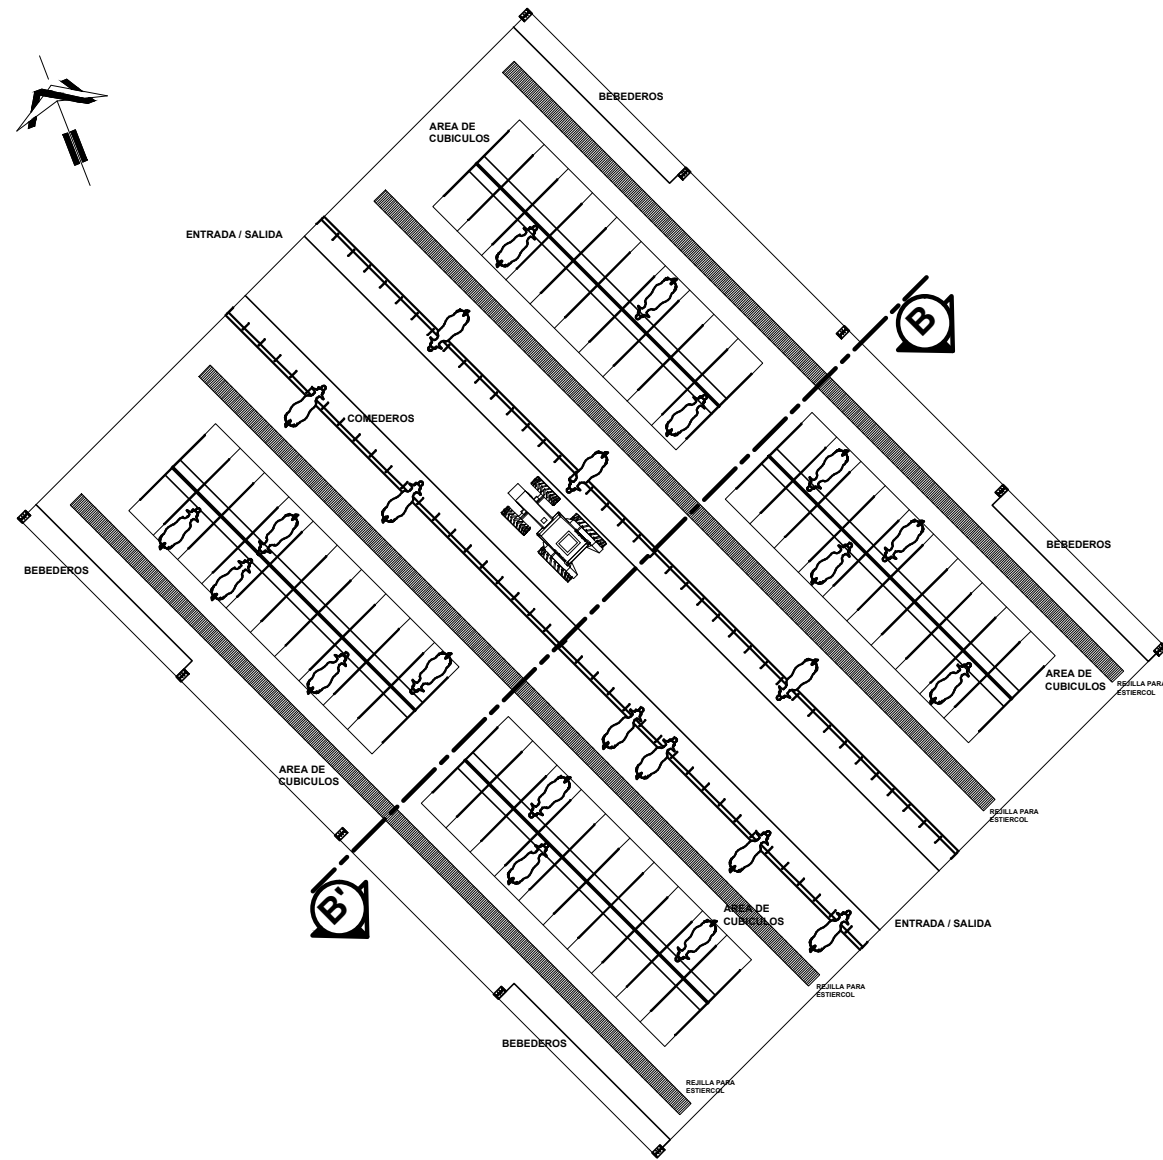 BEBEDEROS
AREA DE
CUBICULOS
ENTRADA / SALIDA
B
COMEDEROS
BEBEDEROS
BEBEDEROS
AREA DE
CUBICULOS
REJILLA PARA
ESTIERCOL
AREA DE
CUBICULOS
REJILLA PARA
ESTIERCOL
B'
AREA DE
CUBICULOS
ENTRADA / SALIDA
REJILLA PARA
ESTIERCOL
BEBEDEROS
REJILLA PARA
ESTIERCOL